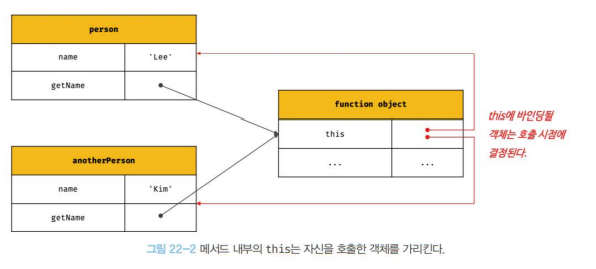 person
name 'Lee'
getName
function object
this
... ...
this에 바인딩될
객체는 호출 시점에
결정된다.
anotherPerson
name 'Kim'
getName
그림 22-2 메서드 내부의 this는 자신을 호출한 객체를 가리킨다.